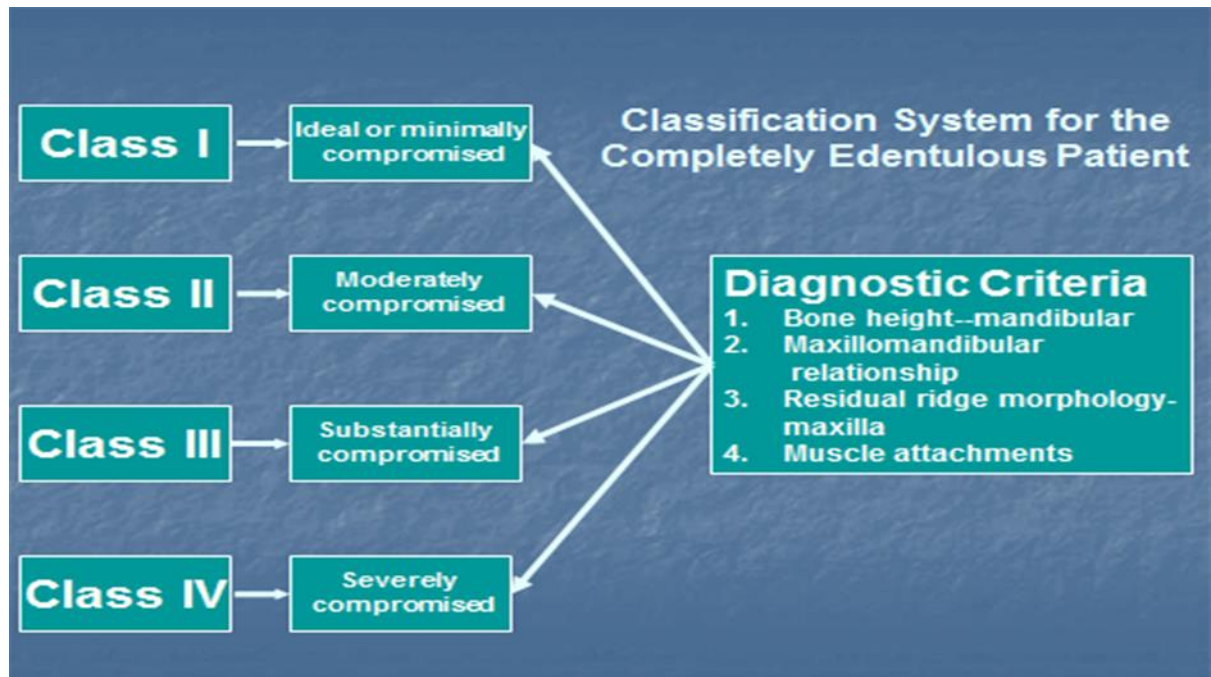 Classification System for the
Completely Edentulous Patient
Class I
Ideal or minimally
compromised
Class II
Moderately
compromised
Class III
Substantially
compromised
Class IV
Severely
compromised
Diagnostic Criteria
1. Bone height--mandibular
2. Maxillomandibular
relationship
3. Residual ridge morphology-
maxilla
4. Muscle attachments